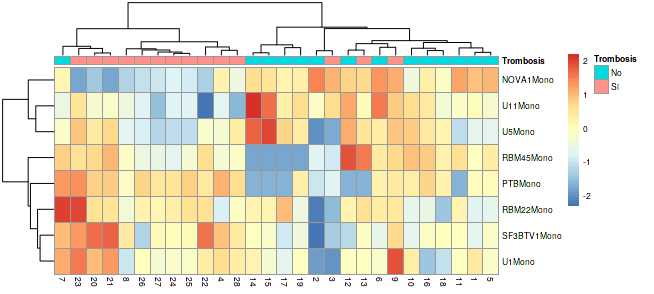 Trombosis
NOVA1Mono
U11Mono
U5Mono
RBM45Mono
PTBMono
RBM22Mono
SF3BTV1Mono
U1Mono
7 23 20 21 8 26 27 24 25 22 4 28 14 15 17 19 2 3 12 13 6 9 10 16 18 11 1 5
2
1
0
-1
-2
Trombosis
No
SI